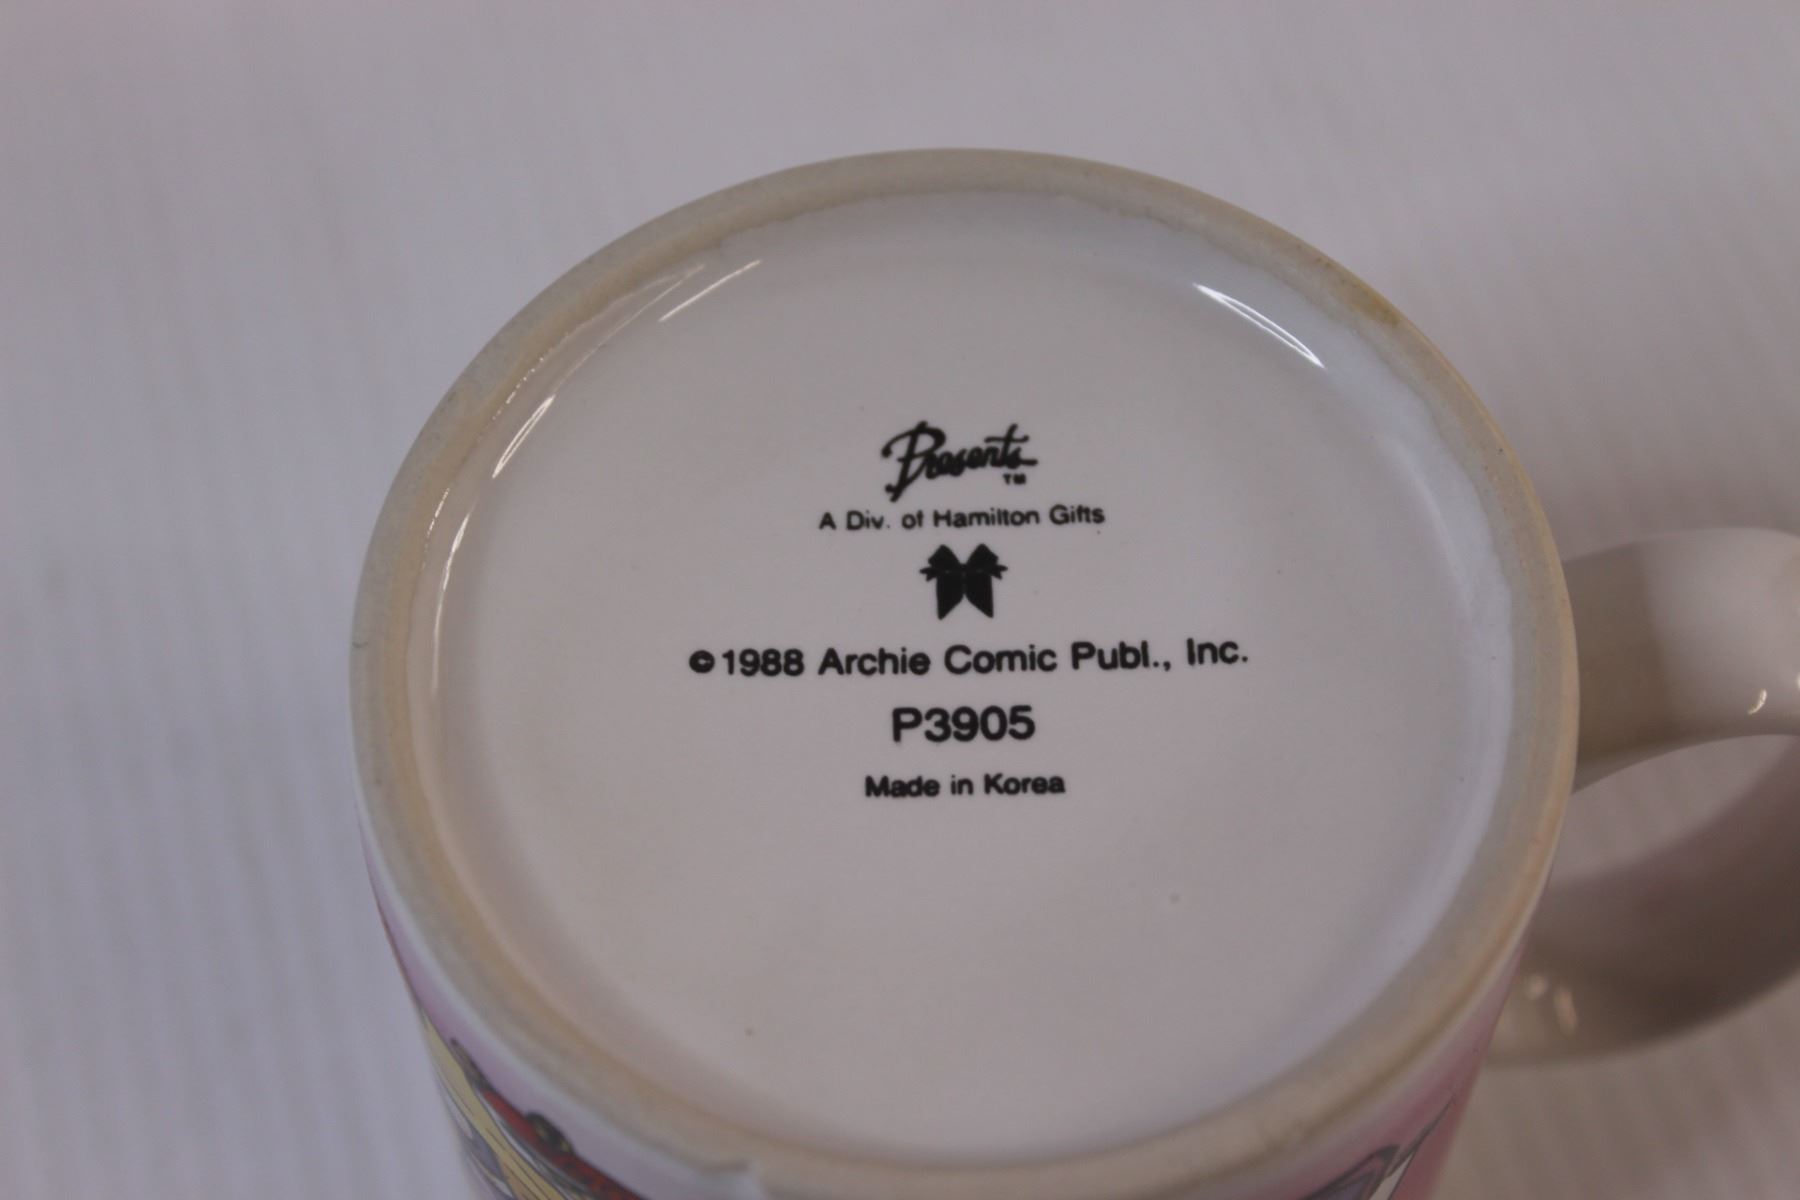 Presents TM
A Div. of Hamilton Gifts
©1988 Archie Comic Publ., Inc.
P3905
Made in Korea